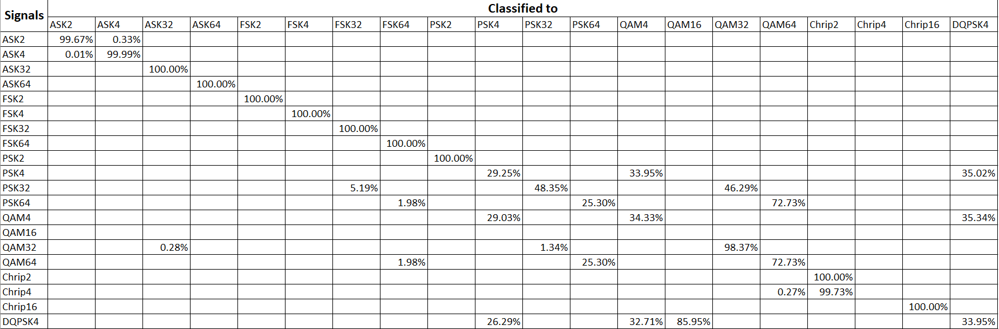 Signals Classified to
ASK2 ASK4 ASK32 ASK64 FSK2 FSK4 FSK32 FSK64 PSK2 PSK4 PSK32 PSK64 QAM4 QAM16 QAM32 QAM64 Chrip2 Chrip4 Chrip16 DQPSK4
ASK2 99.67% 0.33%
ASK4 0.01% 99.99%
ASK32 100.00%
ASK64 100.00%
FSK2 100.00%
FSK4 100.00%
FSK32 100.00%
FSK64 100.00%
PSK2 100.00%
PSK4 29.25% 33.95% 35.02%
PSK32 5.19% 48.35% 46.29%
PSK64 1.98% 25.30% 72.73%
QAM4 29.03% 34.33% 35.34%
QAM16
QAM32 0.28% 1.34% 98.37%
QAM64 1.98% 25.30% 72.73%
Chrip2 100.00%
Chrip4 0.27% 99.73%
Chrip16 100.00%
DQPSK4 26.29% 32.71% 85.95% 33.95%